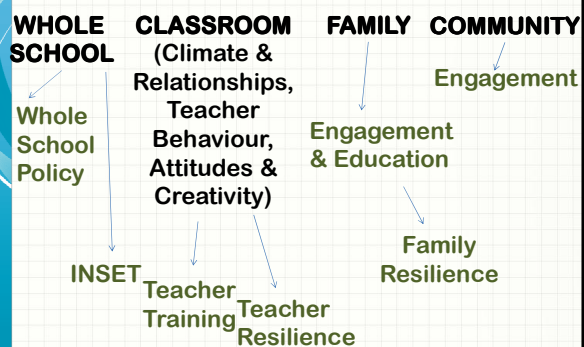 WHOLE
SCHOOL
Whole
School
Policy
INSET
CLASSROOM
(Climate &
Relationships,
Teacher
Behaviour,
Attitudes &
Creativity)
Teacher
Training
Teacher
Resilience
FAMILY
Engagement
& Education
Family
Resilience
COMMUNITY
Engagement